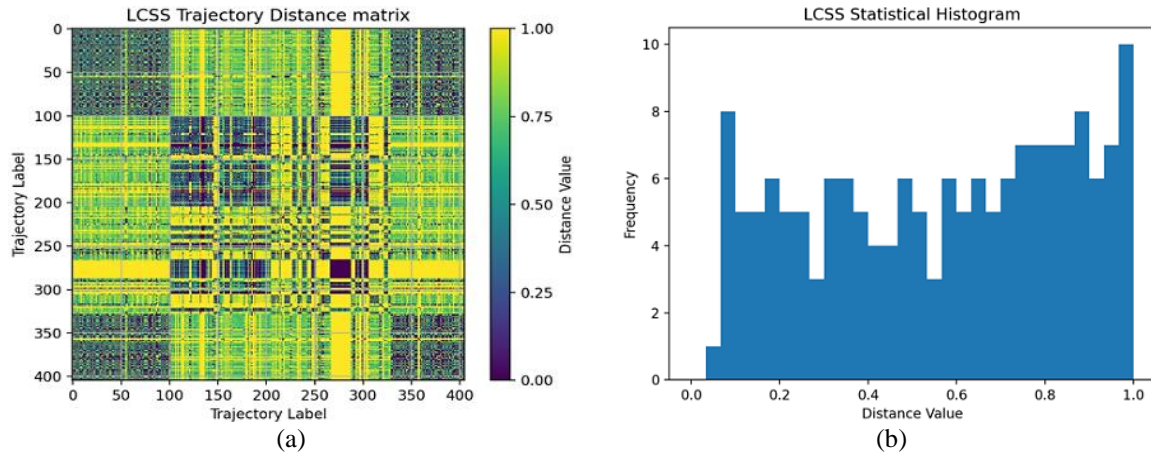 LCSS Trajectory Distance matrix
0
50
100
150
200
250
300
350
400
Trajectory Label
0 50 100 150 200 250 300 350 400
Trajectory Label
1.00
0.75
0.50
0.25
0.00
Distance Value
(a)
LCSS Statistical Histogram
10
8
6
4
2
0
Frequency
0.0 0.2 0.4 0.6 0.8 1.0
Distance Value
(b)